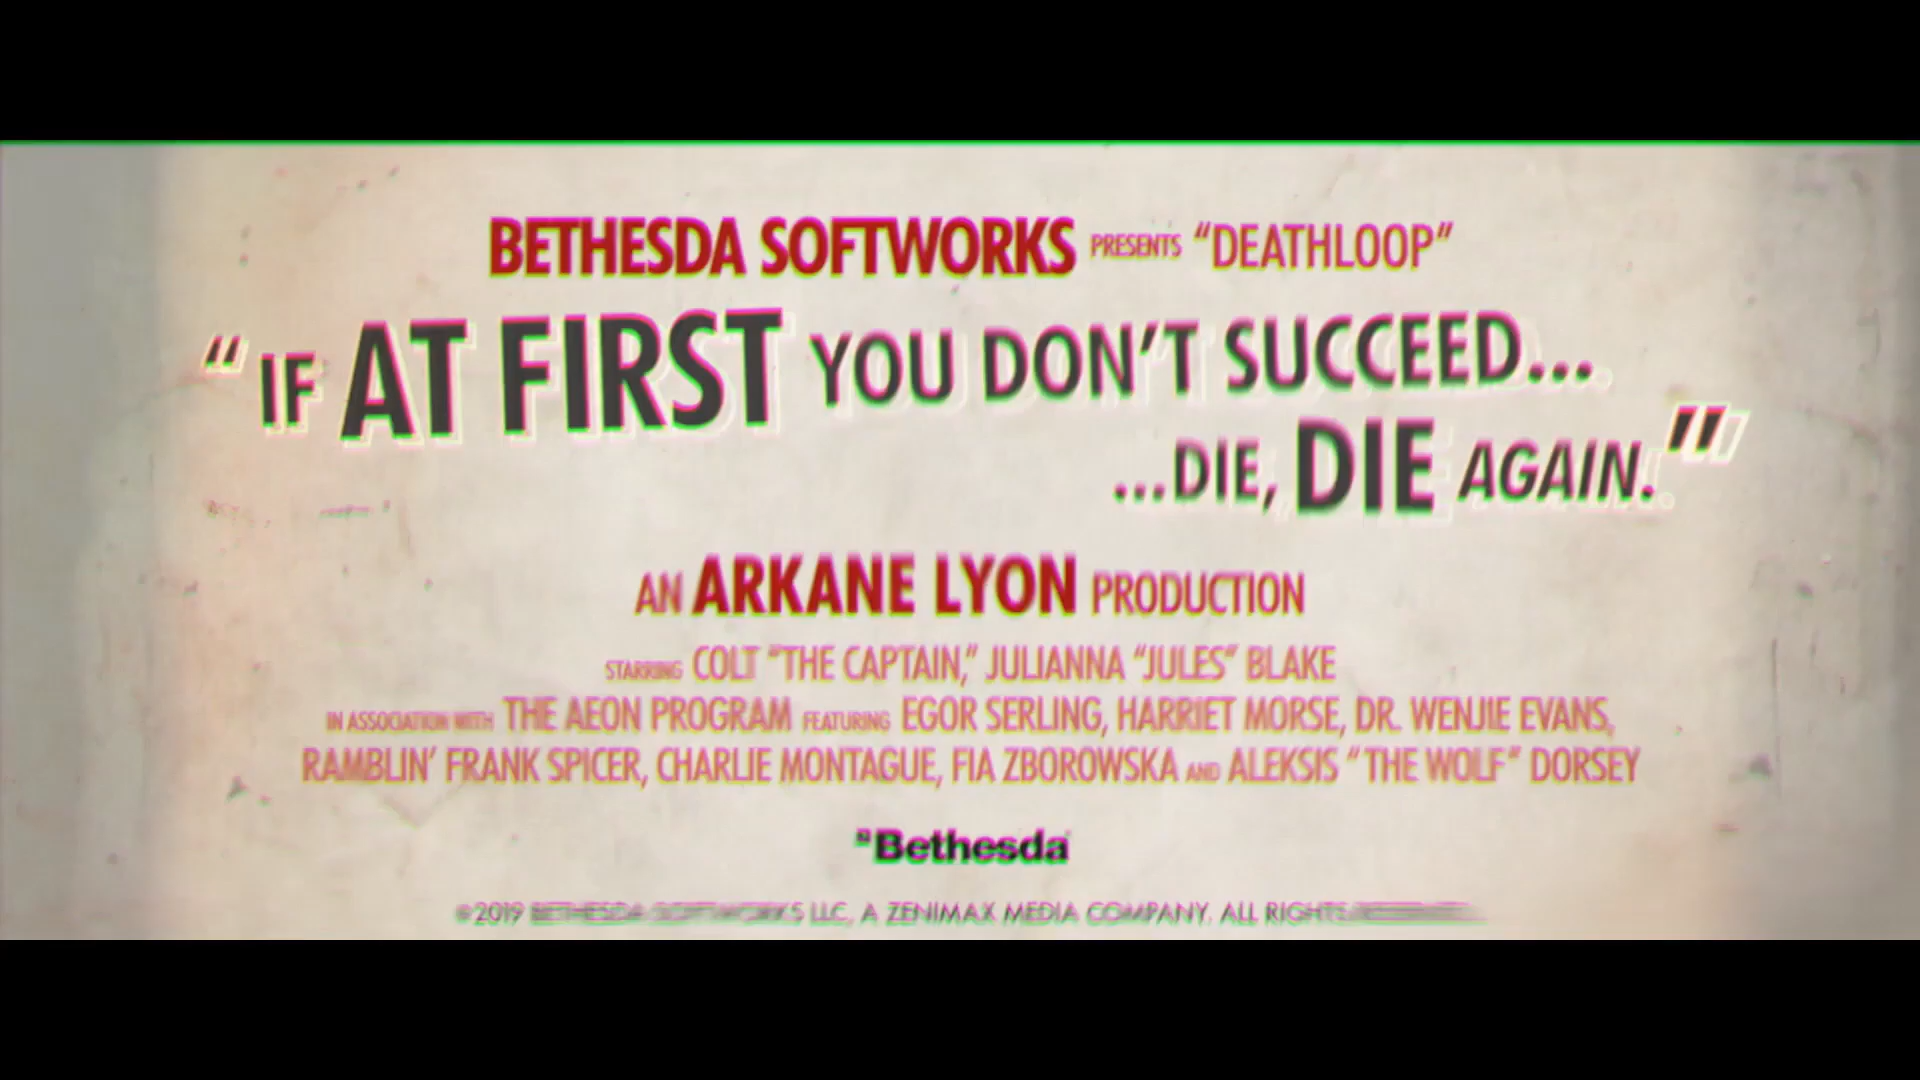 BETHESDA SOFTWORKS PRESENTS “DEATHLOOP”
“IF AT FIRST YOU DON’T SUCCEED...
...DIE, DIE AGAIN.”
AN ARKANE LYON PRODUCTION
STARRING COLT “THE CAPTAIN,” JULIANNA “JULES” BLAKE
IN ASSOCIATION WITH THE AEON PROGRAM FEATURING EGOR SERLING, HARRIET MORSE, DR. WENJIE EVANS,
RAMBLIN’ FRANK SPICER, CHARLIE MONTAGUE, FIA ZBOROWSKA AND ALEKSIS “THE WOLF” DORSEY
Bethesda
©2019 BETHESDA SOFTWORKS LLC, A ZENIMAX MEDIA COMPANY. ALL RIGHTS